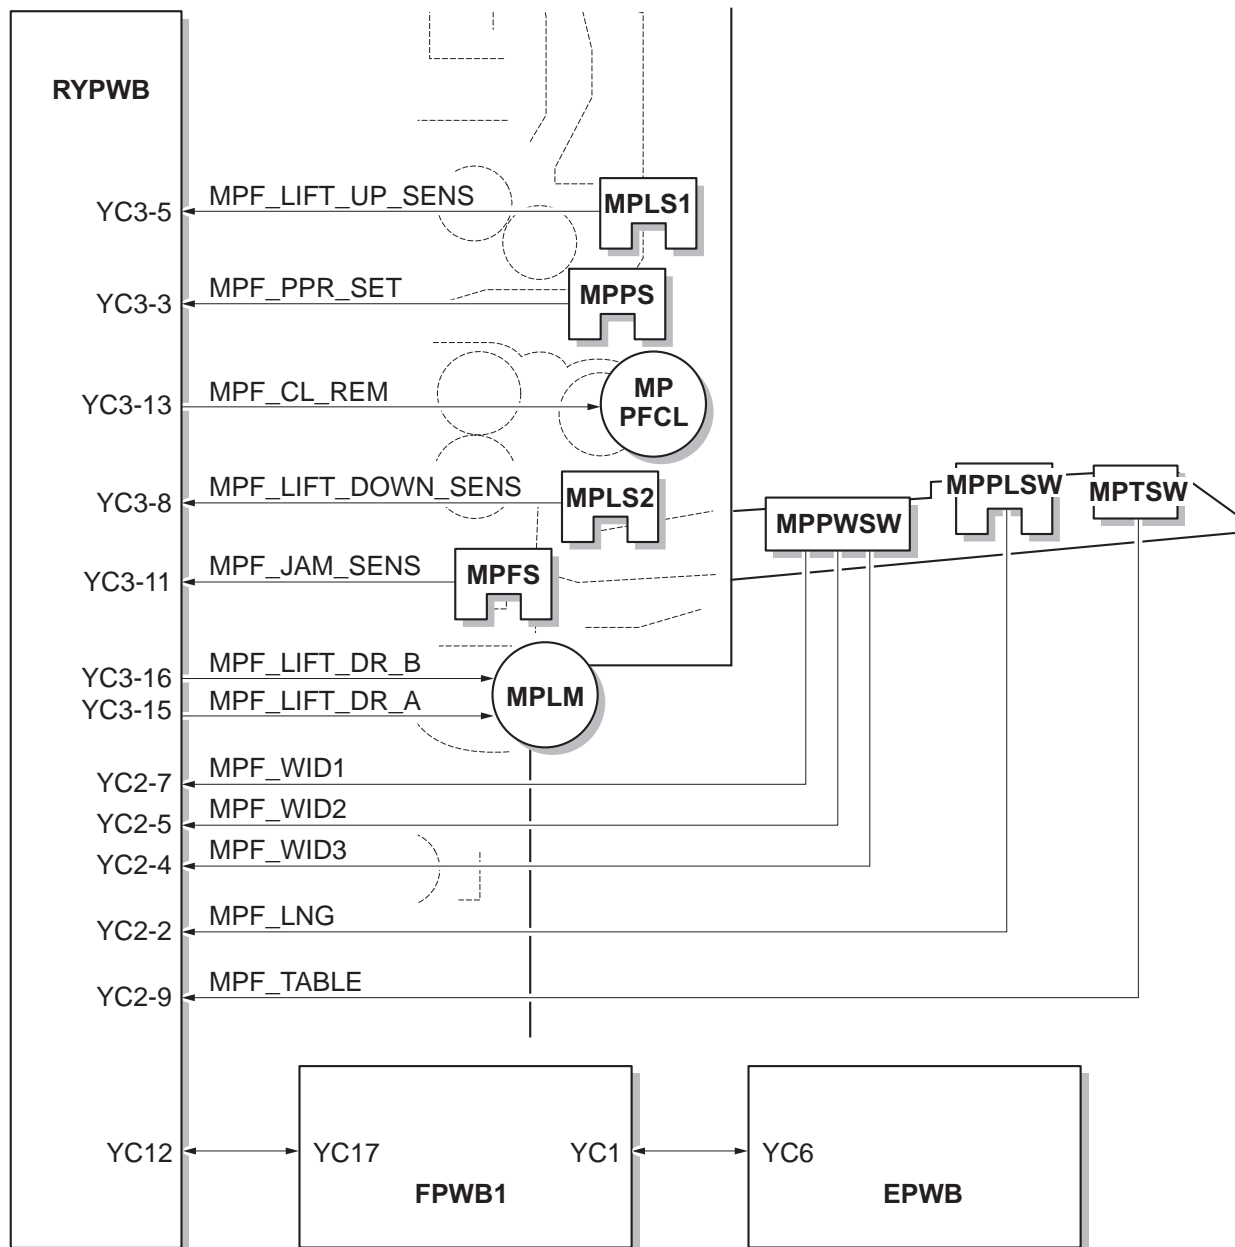 RYPWB
YC3-5 MPF_LIFT_UP_SENS MPLS1
YC3-3 MPF_PPR_SET MPPS
YC3-13 MPF_CL_REM MP PFCL
YC3-8 MPF_LIFT_DOWN_SENS MPLS2 MPPWSW MPPLSW MPTSW
YC3-11 MPF_JAM_SENS MPFS
YC3-16 MPF_LIFT_DR_B
YC3-15 MPF_LIFT_DR_A MPLM
YC2-7 MPF_WID1
YC2-5 MPF_WID2
YC2-4 MPF_WID3
YC2-2 MPF_LNG
YC2-9 MPF_TABLE
YC12 YC17 YC1 YC6
FPWB1 EPWB